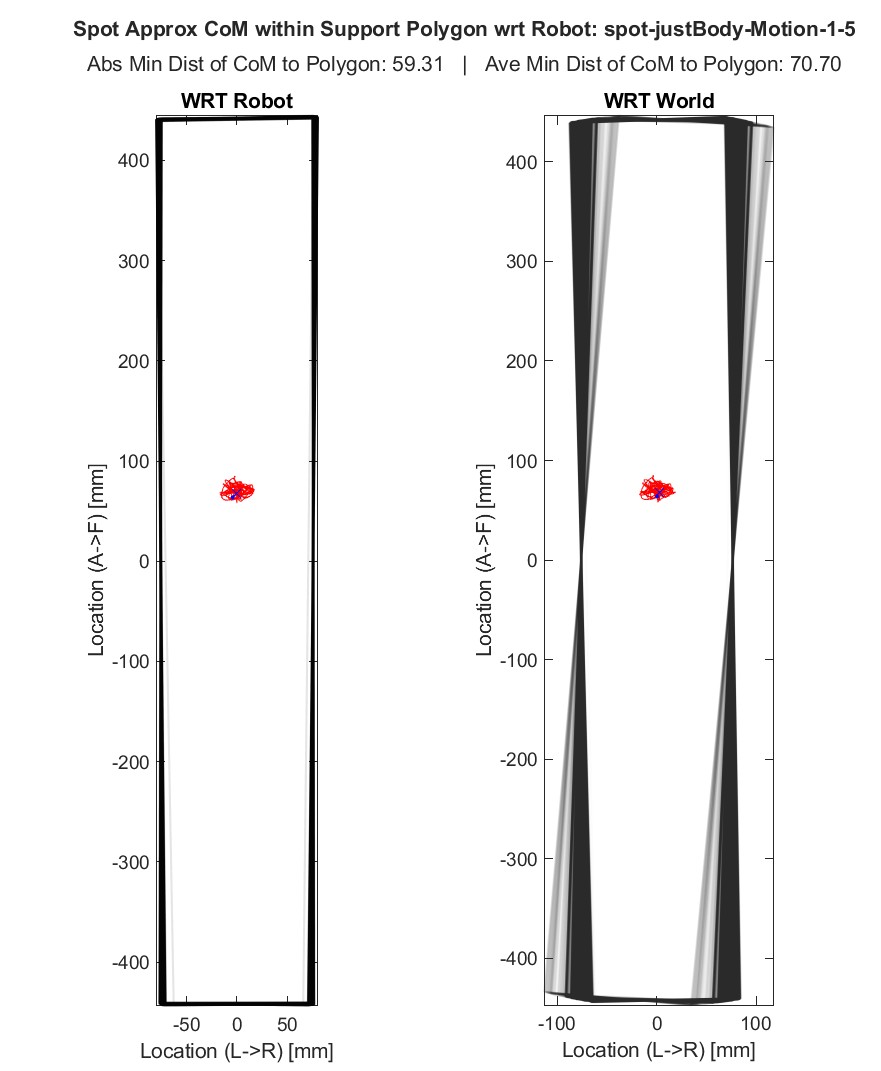 Spot Approx CoM within Support Polygon wrt Robot: spot-justBody-Motion-1-5
Abs Min Dist of CoM to Polygon: 59.31 | Ave Min Dist of CoM to Polygon: 70.70
WRT Robot
400
300
200
100
0
-100
-200
-300
-400
Location (A->F) [mm]
-50 0 50
Location (L->R) [mm]
WRT World
400
300
200
100
0
-100
-200
-300
-400
Location (A->F) [mm]
-100 0 100
Location (L->R) [mm]